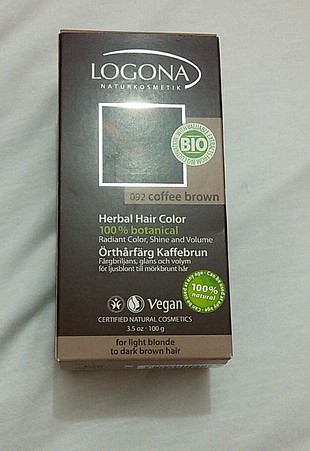 LOGONA
NATURKOSMETIK
BIO
092 coffee brown
Herbal Hair Color
100% botanical
Radiant Color, Shine and Volume
Örthårfärg Kaffebrun
Färgbriljans, glans och volym
för ljusblont till mörkbrunt hår
100%
natural
Vegan
CERTIFIED NATURAL COSMETICS
3.5 oz · 100 g
for light blonde
to dark brown hair